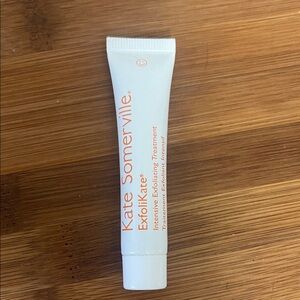 Kate Somerville®
ExfoliKate®
Intensive Exfoliating Treatment
Traitement Exfoliant Intensif